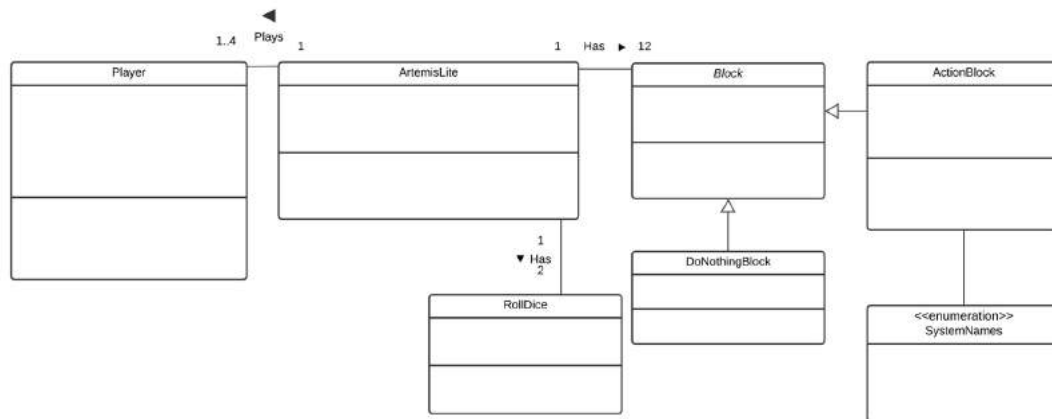 1..4
◀
Plays
1
1
Has ▶
12
Player
ArtemisLite
Block
ActionBlock
1
▼ Has
2
DoNothingBlock
RollDice
<<enumeration>>
SystemNames